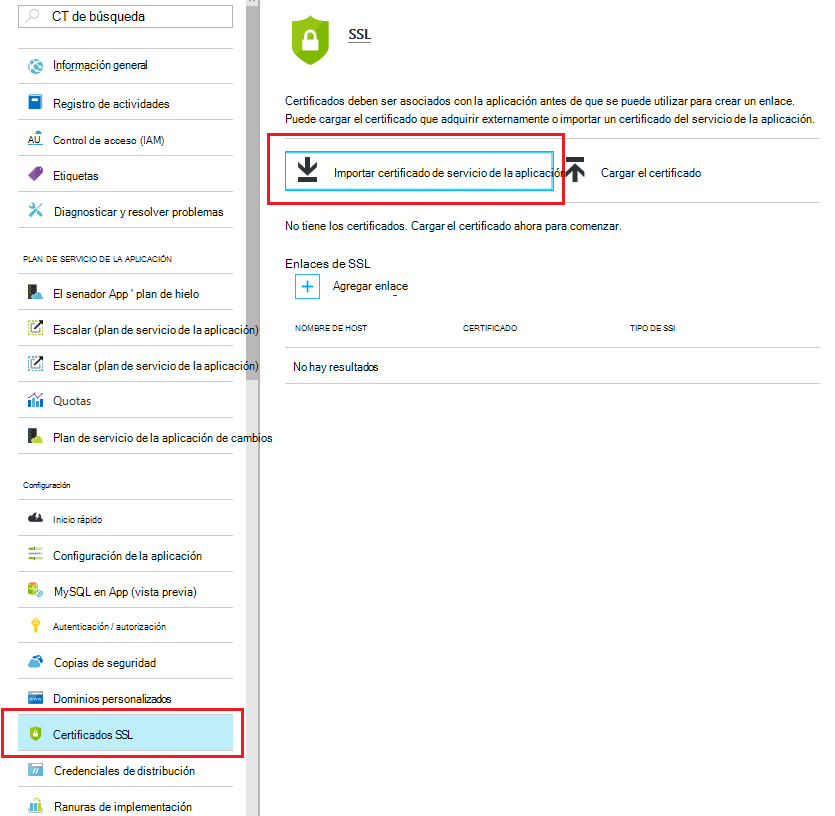 CT de búsqueda
Información general
Registro de actividades
Control de acceso (IAM)
Etiquetas
Diagnosticar y resolver problemas
PLAN DE SERVICIO DE LA APLICACIÓN
El senador App ' plan de hielo
Escalar (plan de servicio de la aplicación)
Escalar (plan de servicio de la aplicación)
Quotas
Plan de servicio de la aplicación de cambios
Configuración
Inicio rápido
Configuración de la aplicación
MySQL en App (vista previa)
Autenticación / autorización
Copias de seguridad
Dominios personalizados
Certificados SSL
Credenciales de distribución
Ranuras de implementación
SSL
Certificados deben ser asociados con la aplicación antes de que se puede utilizar para crear un enlace.
Puede cargar el certificado que adquirir externamente o importar un certificado del servicio de la aplicación.
Importar certificado de servicio de la aplicación
Cargar el certificado
No tiene los certificados. Cargar el certificado ahora para comenzar.
Enlaces de SSL
Agregar enlace
NOMBRE DE HOST CERTIFICADO TIPO DE SSI
No hay resultados